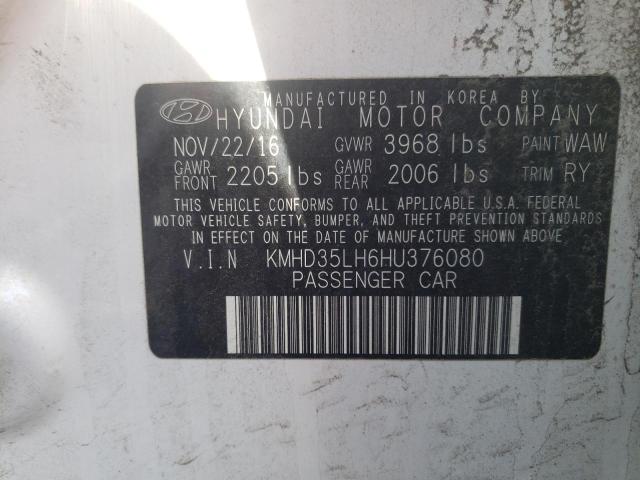 MANUFACTURED IN KOREA BY
HYUNDAI MOTOR COMPANY
NOV/22/16 GVWR 3968 lbs PAINT WAW
GAWR FRONT 2205 lbs GAWR REAR 2006 lbs TRIM RY
THIS VEHICLE CONFORMS TO ALL APPLICABLE U.S.A. FEDERAL
MOTOR VEHICLE SAFETY, BUMPER, AND THEFT PREVENTION STANDARDS
IN EFFECT ON THE DATE OF MANUFACTURE SHOWN ABOVE
V.I.N KMHD35LH6HU376080
PASSENGER CAR